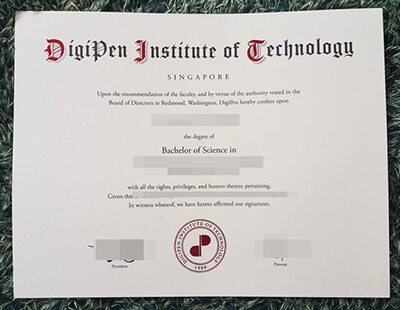 DigiPen Institute of Technology
SINGAPORE
Upon the recommendation of the faculty, and by virtue of the authority vested in the
Board of Directors in Redmond, Washington, DigiPen hereby confers upon
the degree of
Bachelor of Science in
with all the rights, privileges, and honors thereto pertaining.
Given this
In witness whereof, we have hereto affirmed our signatures.
DIGIPEN INSTITUTE OF TECHNOLOGY
• 1988 •
President
Provost